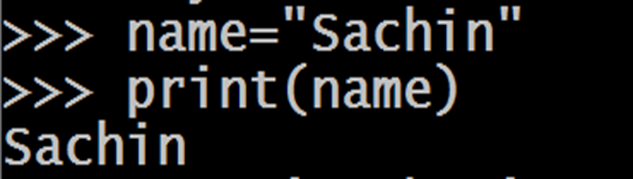 >>> name="Sachin"
>>> print(name)
Sachin